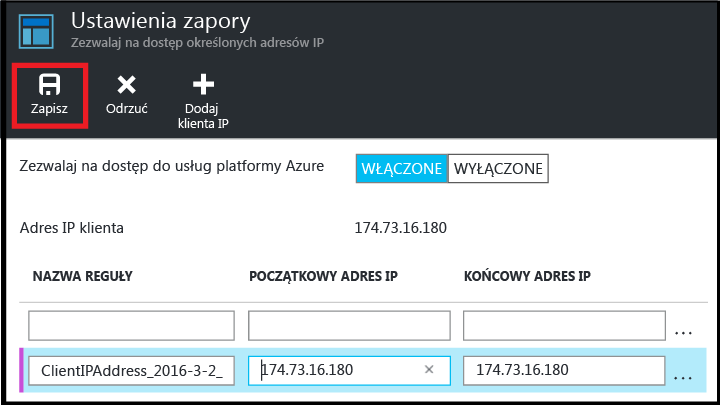 Ustawienia zapory
Zezwalaj na dostęp określonych adresów IP
Zapisz
Odrzuć
Dodaj
klienta IP
Zezwalaj na dostęp do usług platformy Azure
WŁĄCZONE
WYŁĄCZONE
Adres IP klienta
174.73.16.180
NAZWA REGUŁY
POCZĄTKOWY ADRES IP
KOŃCOWY ADRES IP
...
ClientIPAddress_2016-3-2_
174.73.16.180
174.73.16.180
...